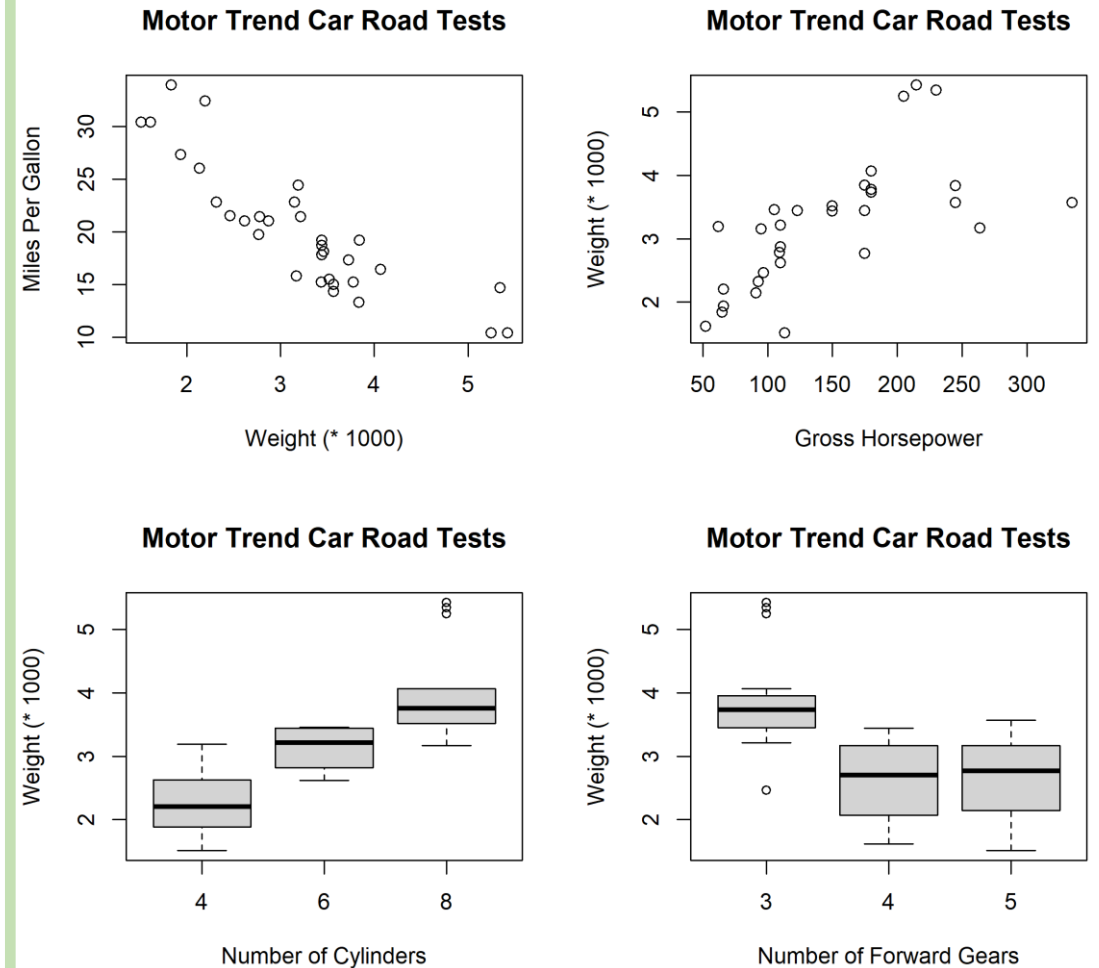 Motor Trend Car Road Tests
Miles Per Gallon
30
25
20
15
10
2 3 4 5
Weight (* 1000)
Motor Trend Car Road Tests
Weight (* 1000)
5
4
3
2
50 100 150 200 250 300
Gross Horsepower
Motor Trend Car Road Tests
Weight (* 1000)
5
4
3
2
4 6 8
Number of Cylinders
Motor Trend Car Road Tests
Weight (* 1000)
5
4
3
2
3 4 5
Number of Forward Gears